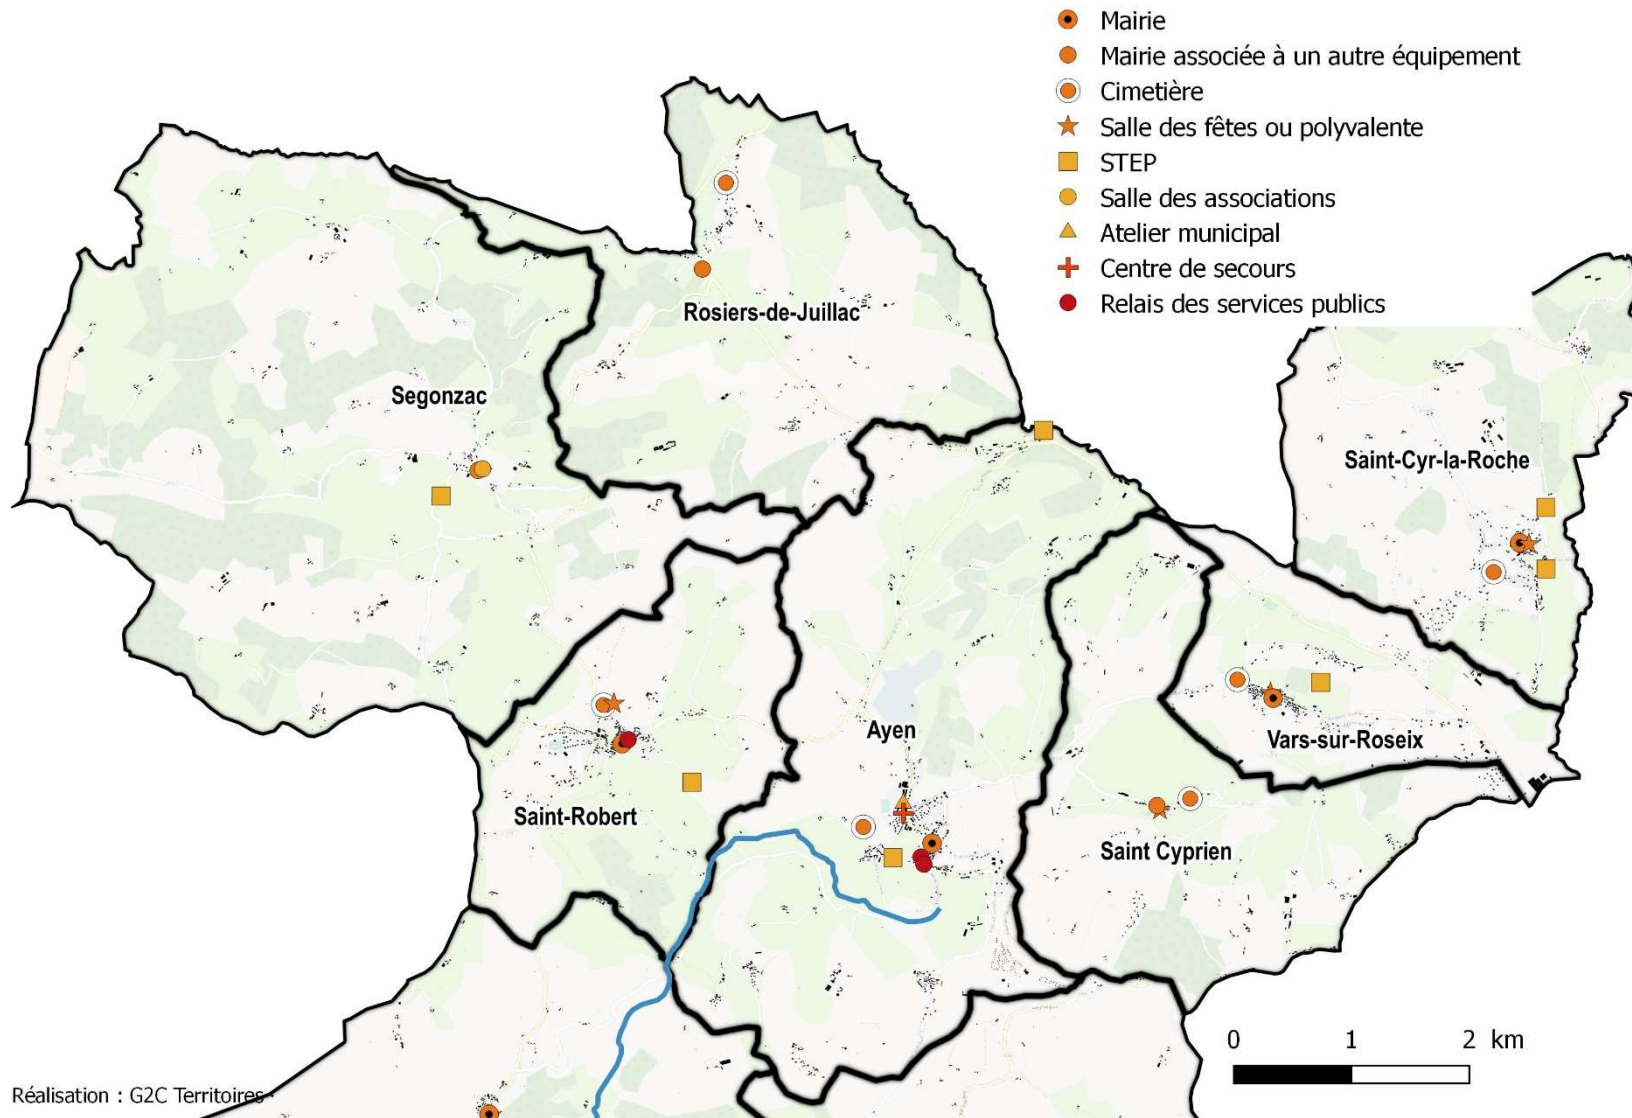 Mairie
Mairie associée à un autre équipement
Cimetière
Salle des fêtes ou polyvalente
STEP
Salle des associations
Atelier municipal
Centre de secours
Relais des services publics
Rosiers-de-Juillac
Segonzac
Saint-Cyr-la-Roche
Ayen
Vars-sur-Roseix
Saint-Robert
Saint Cyprien
0 1 2 km
Réalisation : G2C Territoires